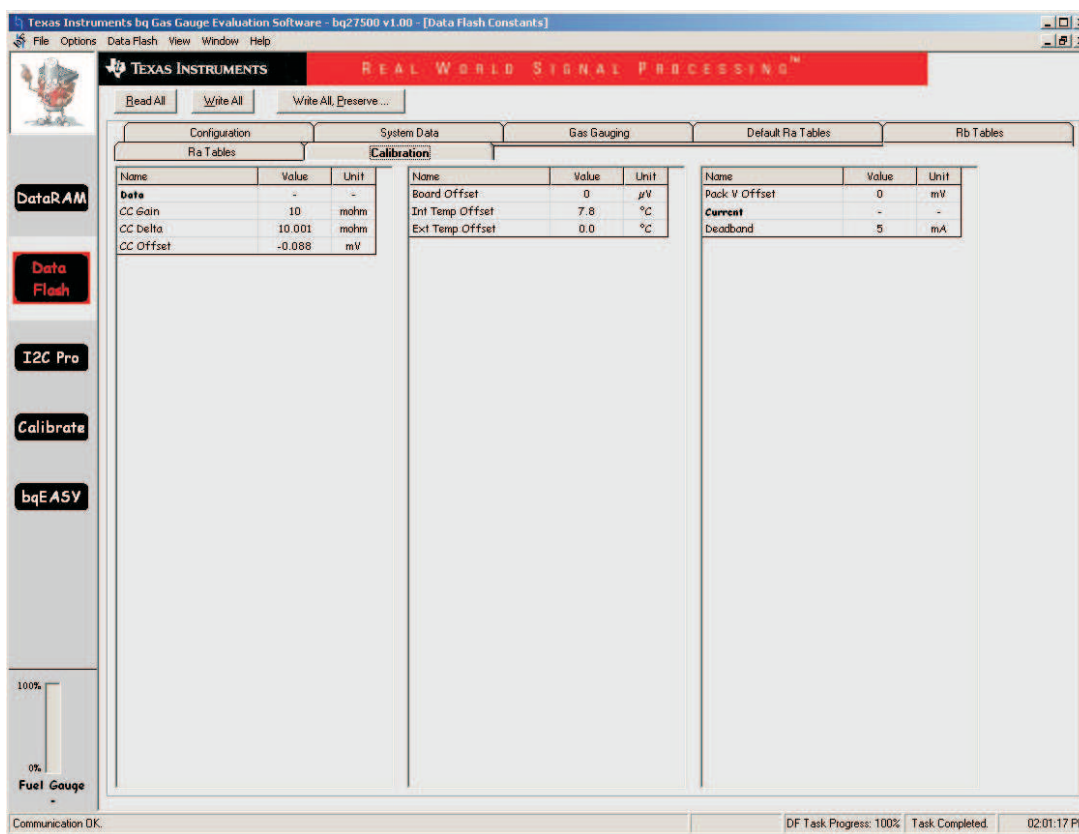 Texas Instruments bq Gas Gauge Evaluation Software - bq27500 v1.00 - [Data Flash Constants]
File Options Data Flash View Window Help
TEXAS INSTRUMENTS REAL WORLD SIGNAL PROCESSING™
Read All Write All Write All, Preserve ...
Configuration System Data Gas Gauging Default Ra Tables Rb Tables
Ra Tables Calibration
Name Value Unit Name Value Unit Name Value Unit
Data - - Board Offset 0 µV Pack V Offset 0 mV
CC Gain 10 mohm Int Temp Offset 7.8 °C Current - -
CC Delta 10.001 mohm Ext Temp Offset 0.0 °C Deadband 5 mA
CC Offset -0.088 mV
DataRAM
Data
Flash
I2C Pro
Calibrate
bqEASY
100%
0%
Fuel Gauge
-
Communication OK. DF Task Progress: 100% Task Completed. 02:01:17 P